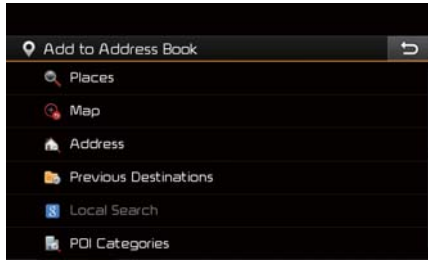 Add to Address Book
Places
Map
Address
Previous Destinations
Local Search
POI Categories